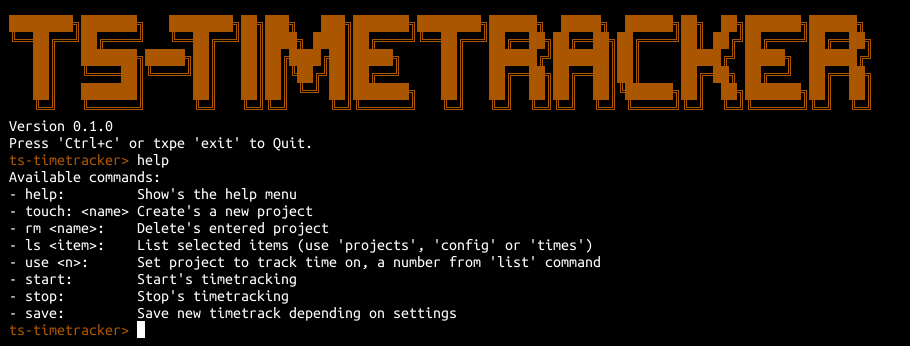 TS-TIMETRACKER
Version 0.1.0
Press 'Ctrl+c' or txpe 'exit' to Quit.
ts-timetracker> help
Available commands:
- help:         Show's the help menu
- touch: <name> Create's a new project
- rm <name>:    Delete's entered project
- ls <item>:    List selected items (use 'projects', 'config' or 'times')
- use <n>:      Set project to track time on, a number from 'list' command
- start:        Start's timetracking
- stop:         Stop's timetracking
- save:         Save new timetrack depending on settings
ts-timetracker>